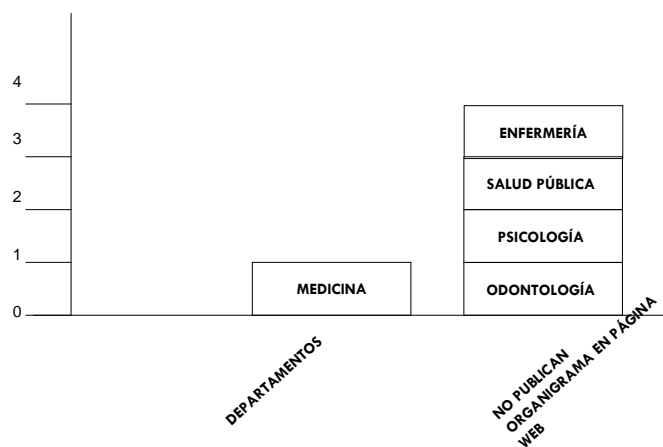 4
3
2
1
0
ENFERMERÍA
SALUD PÚBLICA
PSICOLOGÍA
MEDICINA
ODONTOLOGÍA
DEPARTAMENTOS
NO PUBLICAN
ORGANIGRAMA EN PÁGINA
WEB